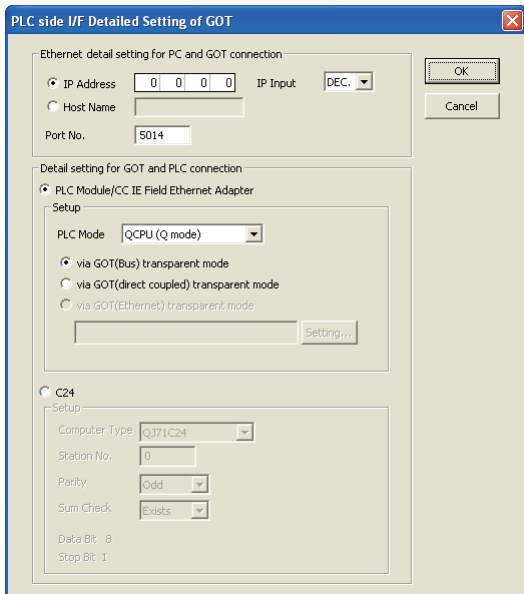 PLC side I/F Detailed Setting of GOT
Ethernet detail setting for PC and GOT connection
IP Address 0 0 0 0 IP Input DEC.
Host Name
Port No. 5014
OK
Cancel
Detail setting for GOT and PLC connection
PLC Module/CC IE Field Ethernet Adapter
Setup
PLC Mode QCPU (Q mode)
via GOT(Bus) transparent mode
via GOT(direct coupled) transparent mode
via GOT(Ethernet) transparent mode
Setting...
C24
Setup
Computer Type QJ71C24
Station No. 0
Parity Odd
Sum Check Exists
Data Bit 8
Stop Bit 1